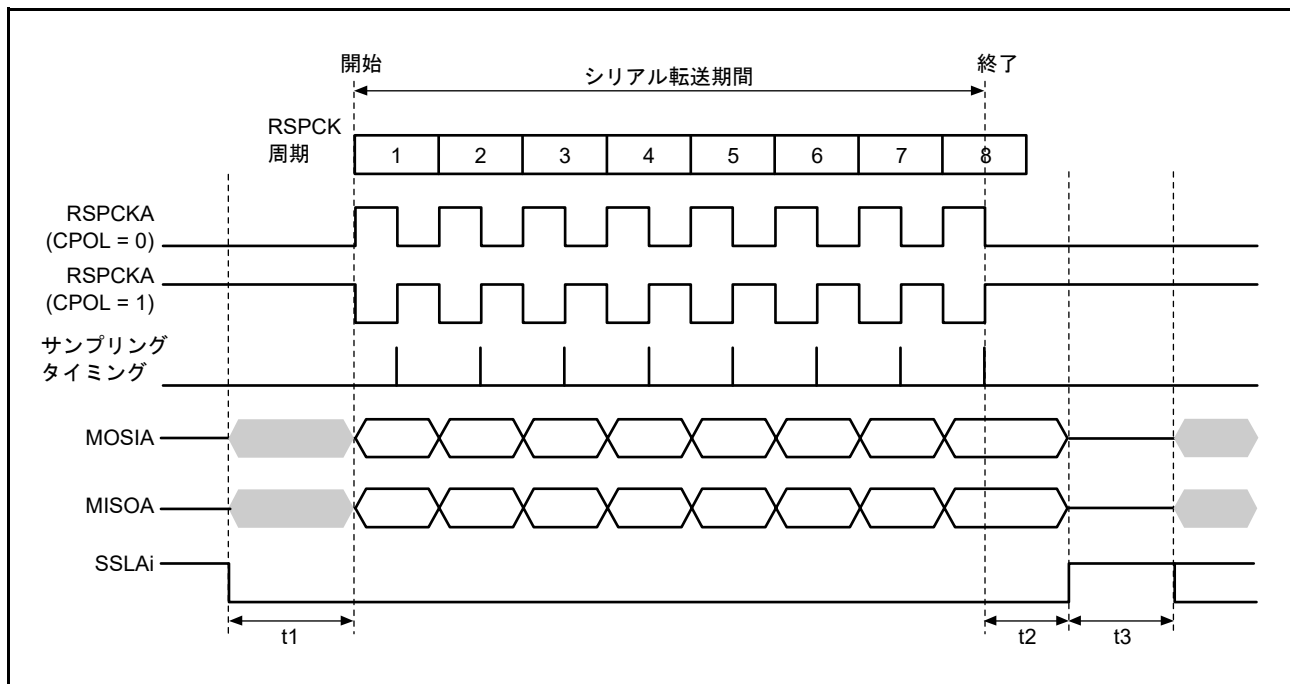 開始
シリアル転送期間
終了
RSPCK
周期
1 2 3 4 5 6 7 8
RSPCKA
(CPOL = 0)
RSPCKA
(CPOL = 1)
サンプリング
タイミング
MOSIA
MISOA
SSLAi
t1
t2
t3